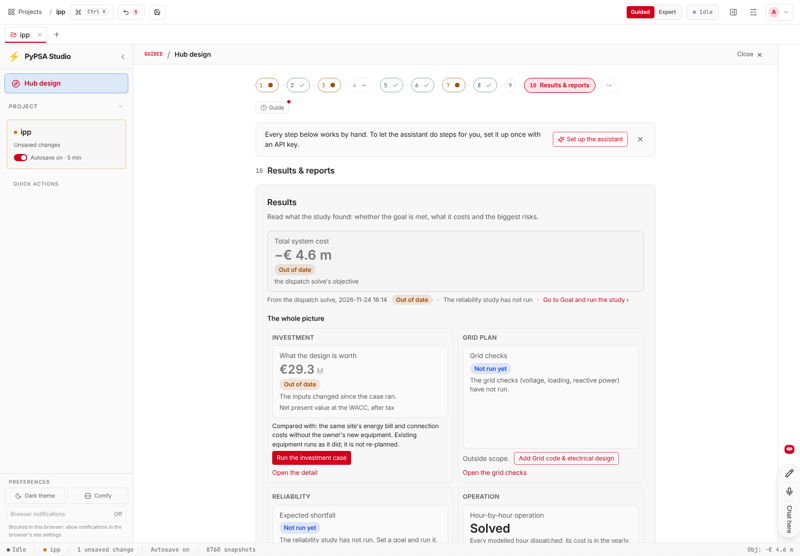 Projects / ipp Ctrl K 1 Guided Expert Idle A
ipp × +
PyPSA Studio
GUIDED / Hub design Close ×
Hub design
1 2 3 4 – 5 6 7 8 9 10 Results & reports
PROJECT
Guide
ipp
Unsaved changes
Autosave on · 5 min
QUICK ACTIONS
Every step below works by hand. To let the assistant do steps for you, set it up once with
an API key.
Set up the assistant
10 Results & reports
Results
Read what the study found: whether the goal is met, what it costs and the biggest risks.
Total system cost
−€ 4.6 m
Out of date
the dispatch solve's objective
From the dispatch solve, 2026-11-24 18:14 Out of date · The reliability study has not run · Go to Goal and run the study ›
The whole picture
INVESTMENT
What the design is worth
€29.3 M
Out of date
The inputs changed since the case ran.
Net present value at the WACC, after tax
Compared with: the same site's energy bill and connection
costs without the owner's new equipment. Existing
equipment runs as it did; it is not re-planned.
Run the investment case
Open the detail
GRID PLAN
Grid checks
Not run yet
The grid checks (voltage, loading, reactive power)
have not run.
Outside scope. Add Grid code & electrical design
Open the grid checks
RELIABILITY
Expected shortfall
Not run yet
The reliability study has not run. Set a goal and run it.
OPERATION
Hour-by-hour operation
Solved
Every modelled hour dispatched; its cost is in the yearly
PREFERENCES
Dark theme Comfy
Browser notifications Off
Blocked in this browser: allow notifications in the
browser's site settings
Chat here
Idle ipp 1 unsaved change Autosave on 8760 snapshots Obj: −€ 4.6 m